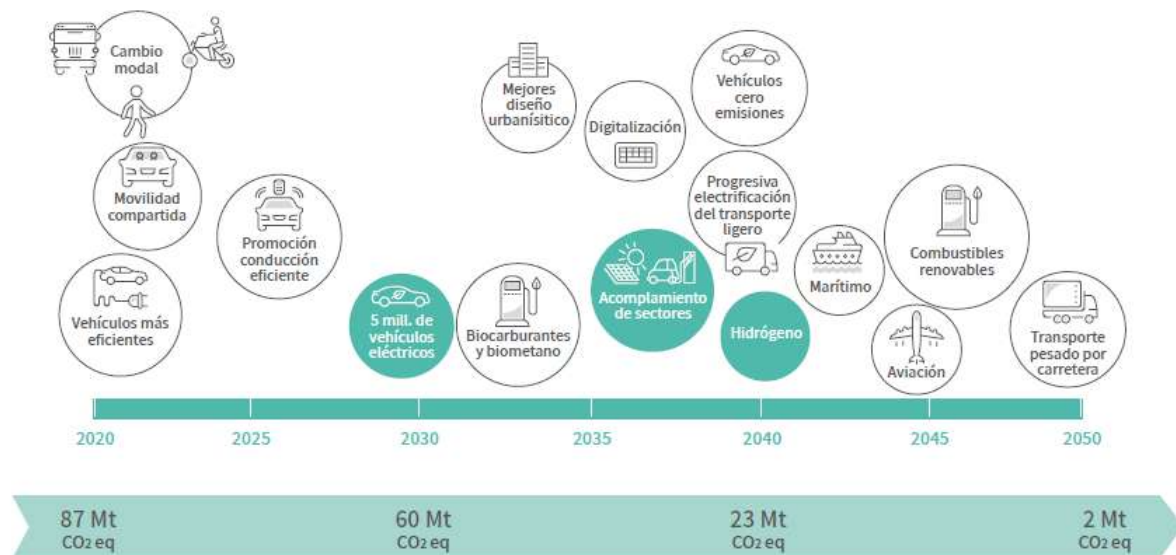 Cambio
modal
Movilidad
compartida
Vehículos más
eficientes
Promoción
conducción
eficiente
5 mill. de
vehículos
eléctricos
Mejores
diseño
urbanísitico
Biocarburantes
y biometano
Digitalización
Acomplamiento
de sectores
Vehículos
cero
emisiones
Progresiva
electrificación
del transporte
ligero
Hidrógeno
Marítimo
Combustibles
renovables
Aviación
Transporte
pesado por
carretera
2020
2025
2030
2035
2040
2045
2050
87 Mt
CO2 eq
60 Mt
CO2 eq
23 Mt
CO2 eq
2 Mt
CO2 eq